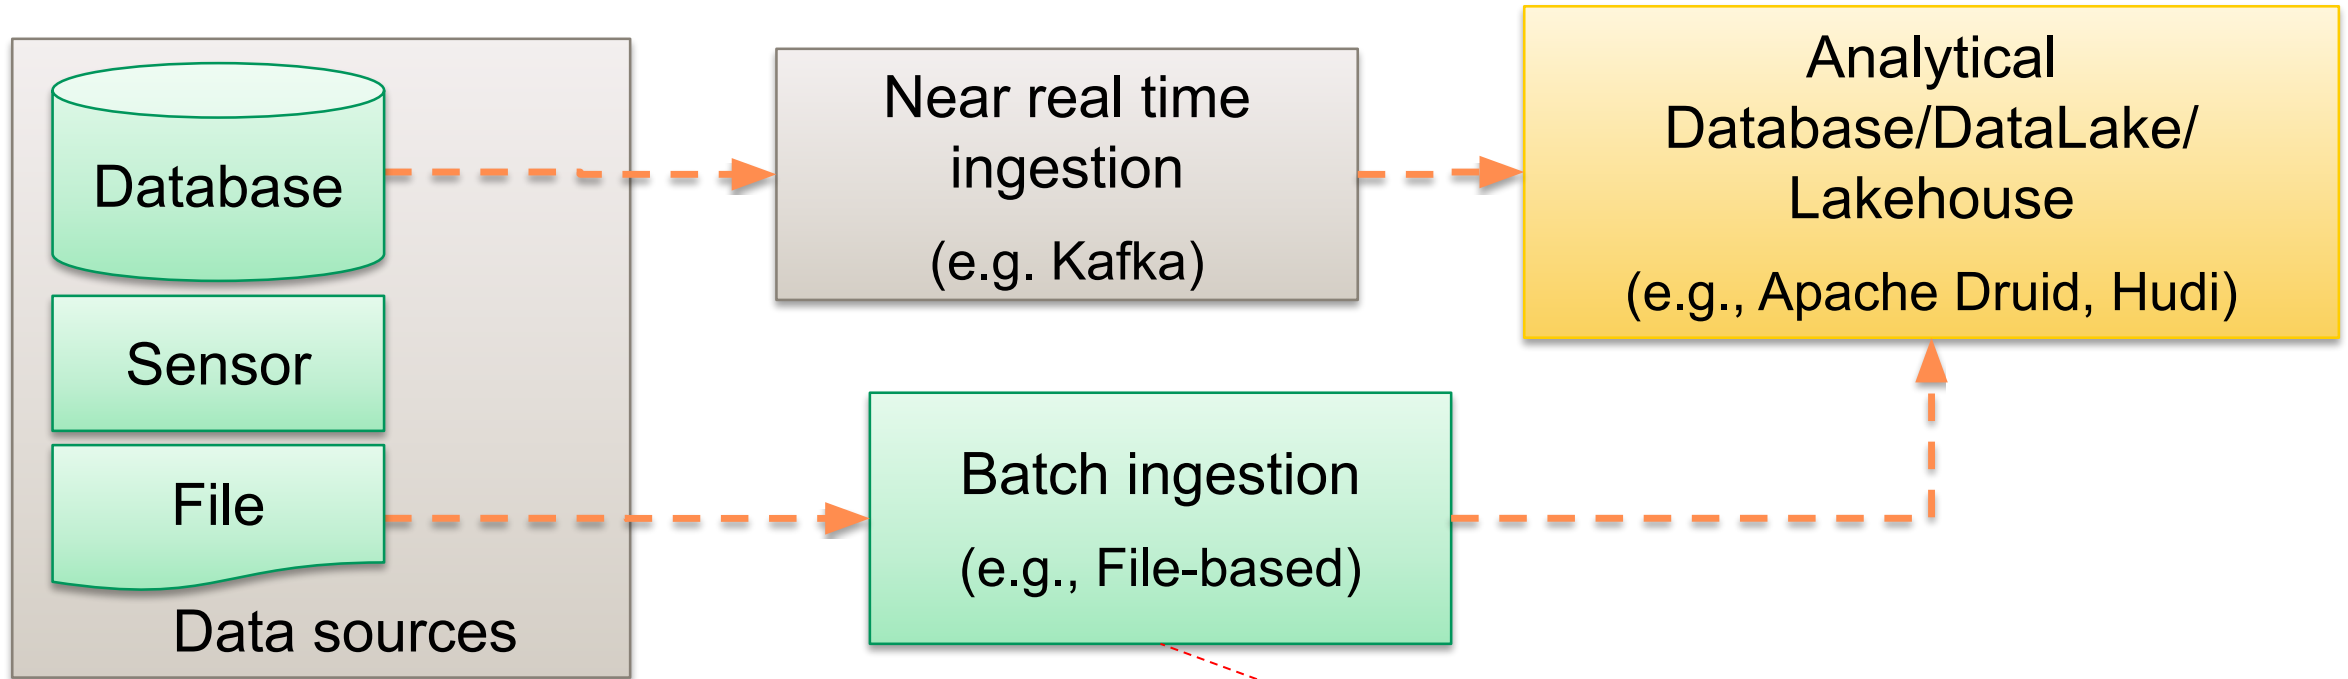 Database
Sensor
File
Data sources
Near real time
ingestion
(e.g. Kafka)
Batch ingestion
(e.g., File-based)
Analytical
Database/DataLake/
Lakehouse
(e.g., Apache Druid, Hudi)